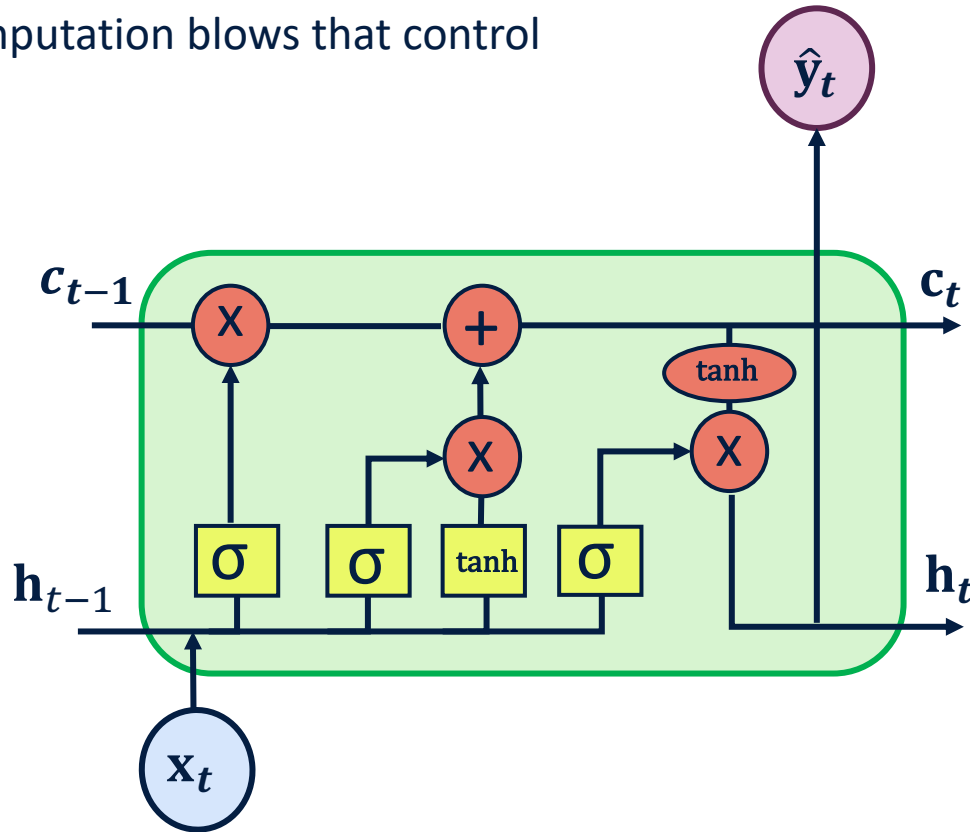 nputation blows that control
ŷₜ
cₜ₋₁
cₜ
x
+
tanh
x
x
σ
σ
tanh
σ
hₜ₋₁
hₜ
xₜ